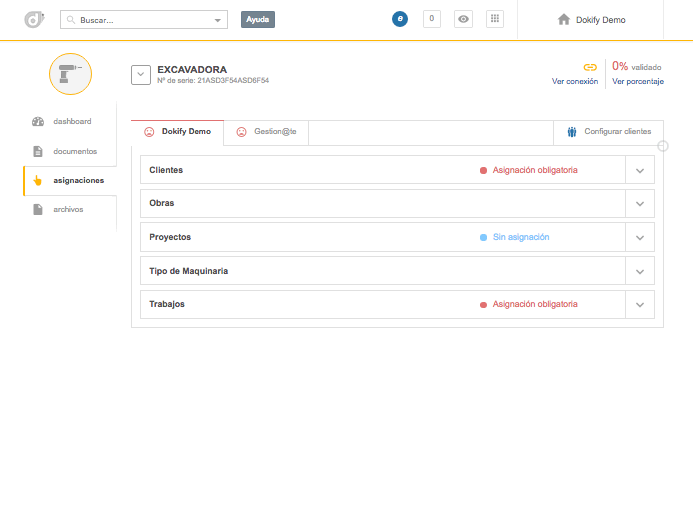 Buscar...
Ayuda
e
0
Dokify Demo
EXCAVADORA
Nº de serie: 21ASD3F54ASD6F54
Ver conexión
0% validado
Ver porcentaje
dashboard
documentos
asignaciones
archivos
Dokify Demo
Gestion@te
Configurar clientes
Clientes
Asignación obligatoria
Obras
Proyectos
Sin asignación
Tipo de Maquinaria
Trabajos
Asignación obligatoria